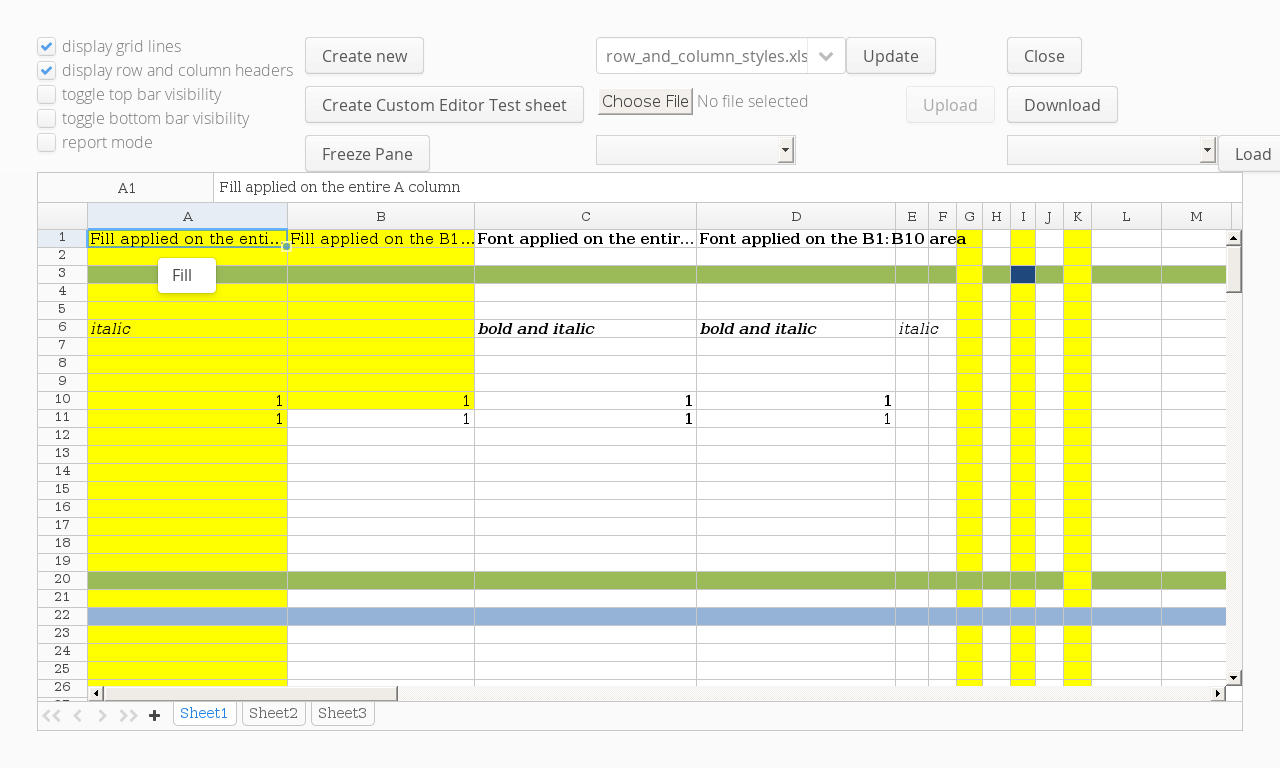 display grid lines
display row and column headers
toggle top bar visibility
toggle bottom bar visibility
report mode
Create new
row_and_column_styles.xls
Update
Close
Create Custom Editor Test sheet
Choose File No file selected
Upload
Download
Freeze Pane
Load
A1 Fill applied on the entire A column
A B C D E F G H I J K L M
1 Fill applied on the enti... Fill applied on the B1... Font applied on the entir... Font applied on the B1:B10 area
2
3
Fill
4
5
6 italic bold and italic bold and italic italic
7
8
9
10 1 1 1 1
11 1 1 1 1
12
13
14
15
16
17
18
19
20
21
22
23
24
25
26
Sheet1 Sheet2 Sheet3